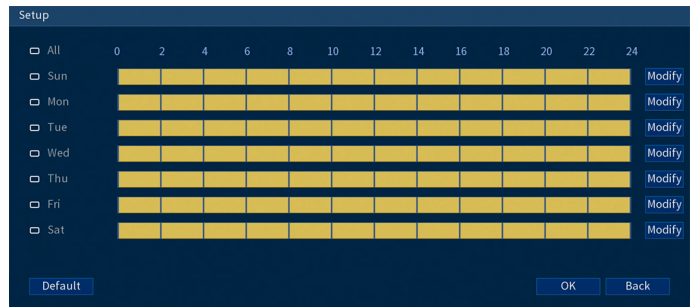 Setup
All 0 2 4 6 8 10 12 14 16 18 20 22 24
Sun Modify
Mon Modify
Tue Modify
Wed Modify
Thu Modify
Fri Modify
Sat Modify
Default OK Back